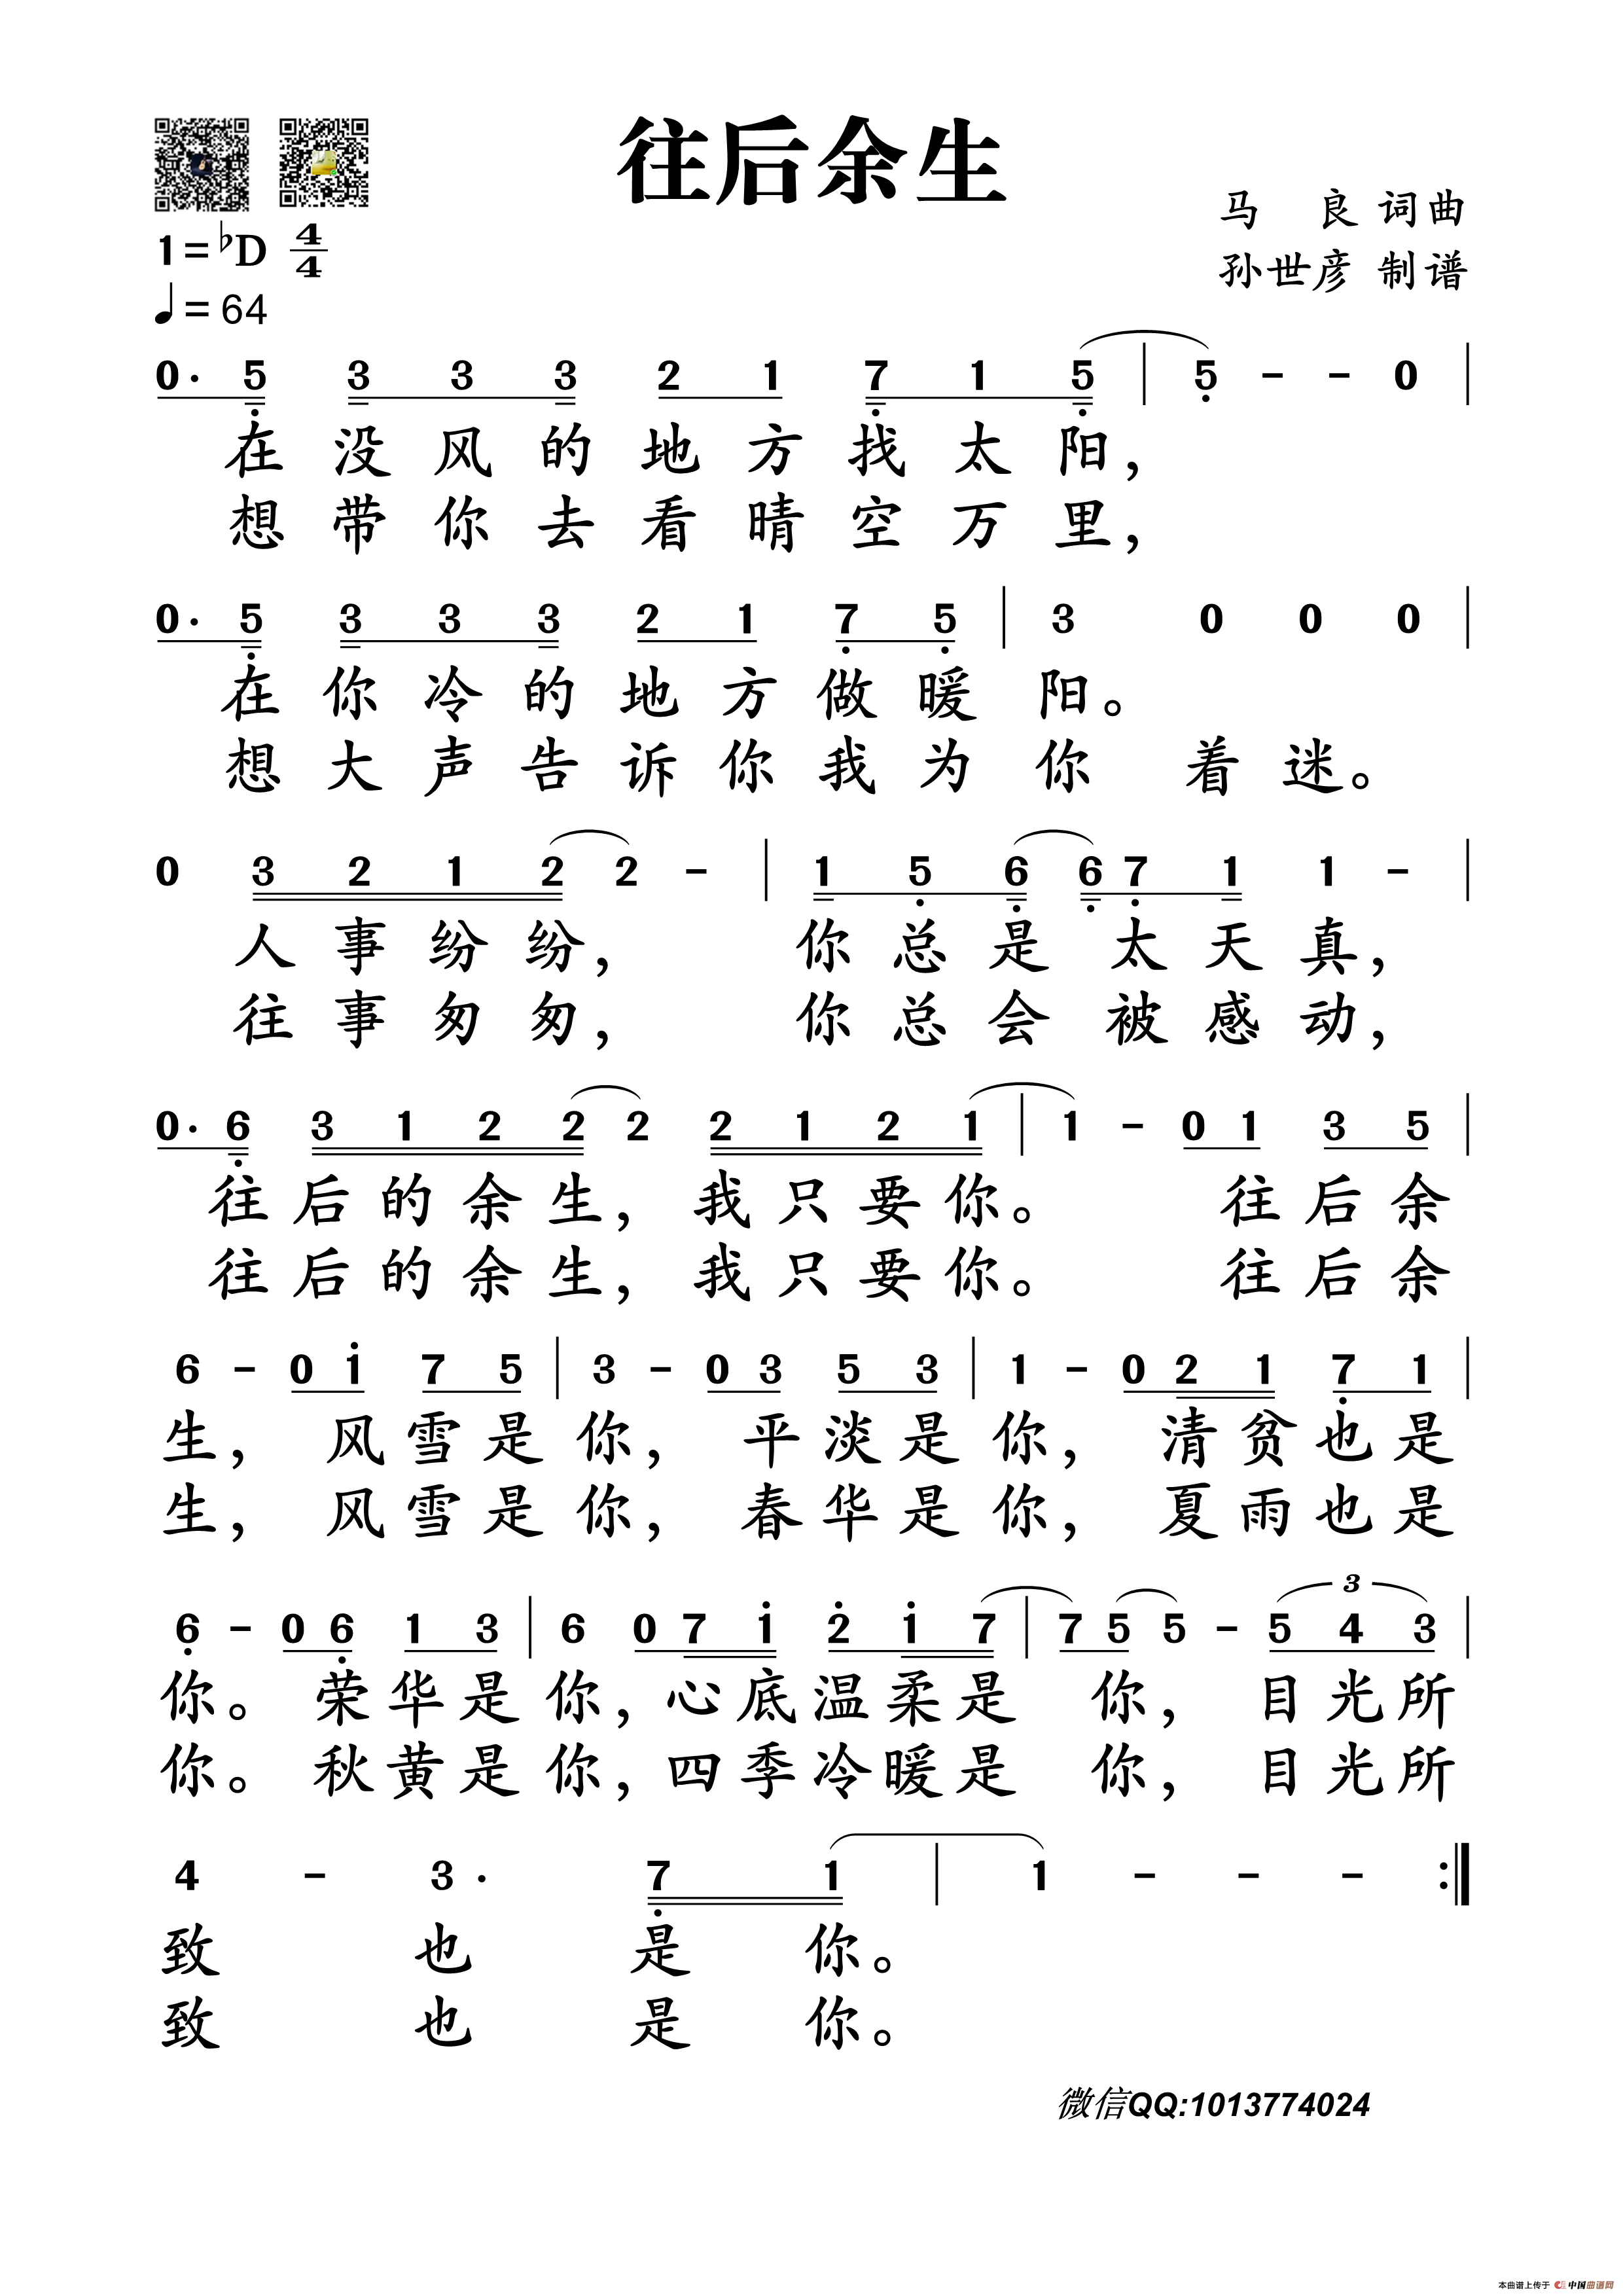 往后余生
马 良 词曲
1=♭D 4/4
孙世彦 制谱
♩=64
0· 5 3 3 3 2 1 7 1 5 | 5 - - 0 |
在没风的地方找太阳，
想带你去看晴空万里，
0· 5 3 3 3 2 1 7 5 | 3 0 0 0 |
在你冷的地方做暖阳。
想大声告诉你我为你着迷。
0 3 2 1 2 2 - | 1 5 6 6 7 1 1 - |
人事纷纷，你总是太天真，
往事匆匆，你总会被感动，
0· 6 3 1 2 2 2 2 1 2 1 | 1 - 0 1 3 5 |
往后的余生，我只要你。往后余
往后的余生，我只要你。往后余
6 - 0 1 7 5 | 3 - 0 3 5 3 | 1 - 0 2 1 7 1 |
生，风雪是你，平淡是你，清贫也是
生，风雪是你，春华是你，夏雨也是
3
6 - 0 6 1 3 | 6 0 7 1 2 1 7 | 7 5 5 - 5 4 3 |
你。荣华是你，心底温柔是你，目光所
你。秋黄是你，四季冷暖是你，目光所
4 - 3· 7 1 | 1 - - - :|
致也是你。
致也是你。
微信QQ:1013774024
本曲谱上传于 中国曲谱网